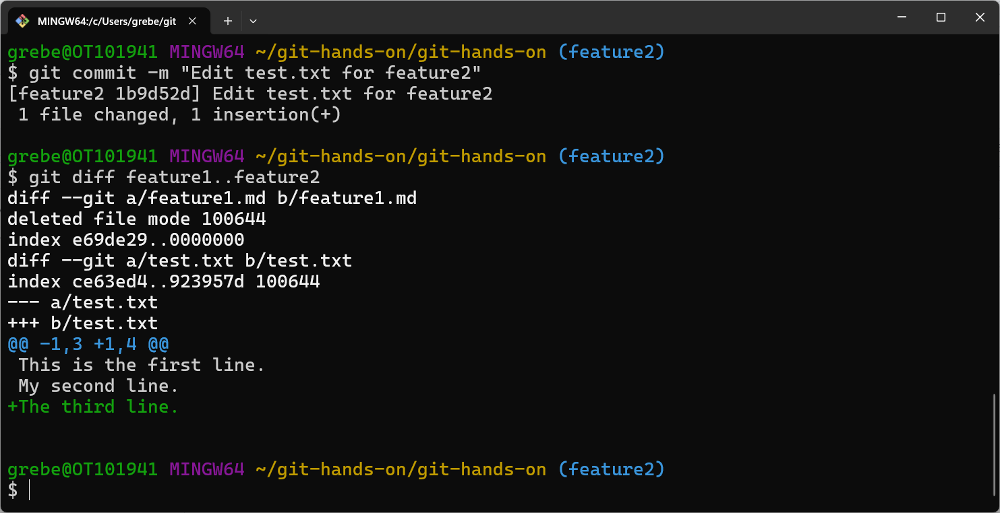 MINGW64:/c/Users/grebe/git
grebe@OT101941 MINGW64 ~/git-hands-on/git-hands-on (feature2)
$ git commit -m "Edit test.txt for feature2"
[feature2 1b9d52d] Edit test.txt for feature2
 1 file changed, 1 insertion(+)
grebe@OT101941 MINGW64 ~/git-hands-on/git-hands-on (feature2)
$ git diff feature1..feature2
diff --git a/feature1.md b/feature1.md
deleted file mode 100644
index e69de29..0000000
diff --git a/test.txt b/test.txt
index ce63ed4..923957d 100644
--- a/test.txt
+++ b/test.txt
@@ -1,3 +1,4 @@
 This is the first line.
 My second line.
+The third line.
grebe@OT101941 MINGW64 ~/git-hands-on/git-hands-on (feature2)
$